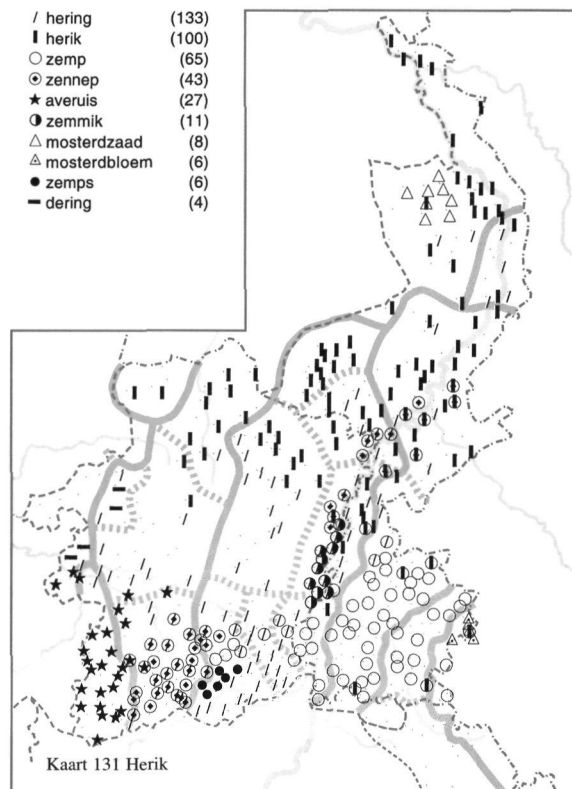 hering (133)
herik (100)
zemp (65)
zennep (43)
averuis (27)
zemmik (11)
mosterdzaad (8)
mosterdbloem (6)
zemps (6)
dering (4)
Kaart 131 Herik